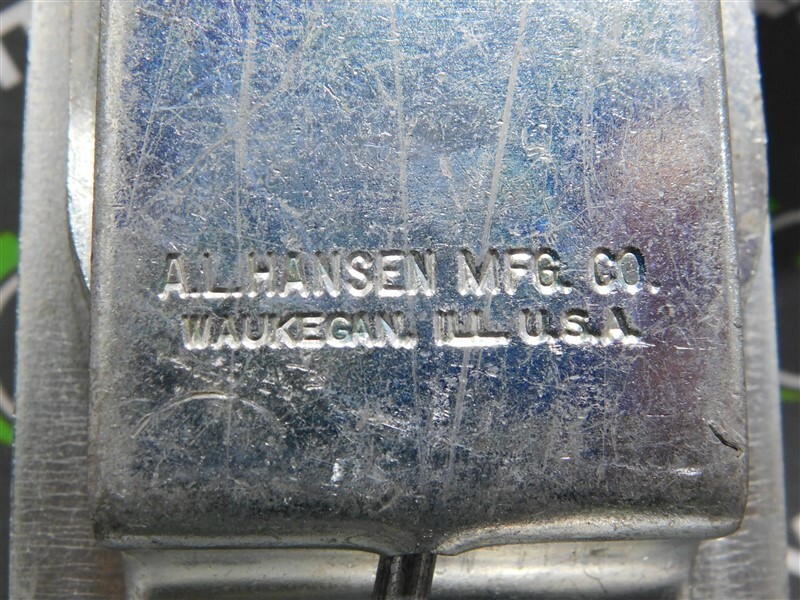 A.L. HANSEN MFG. CO.
WAUKEGAN, ILL. U.S.A.